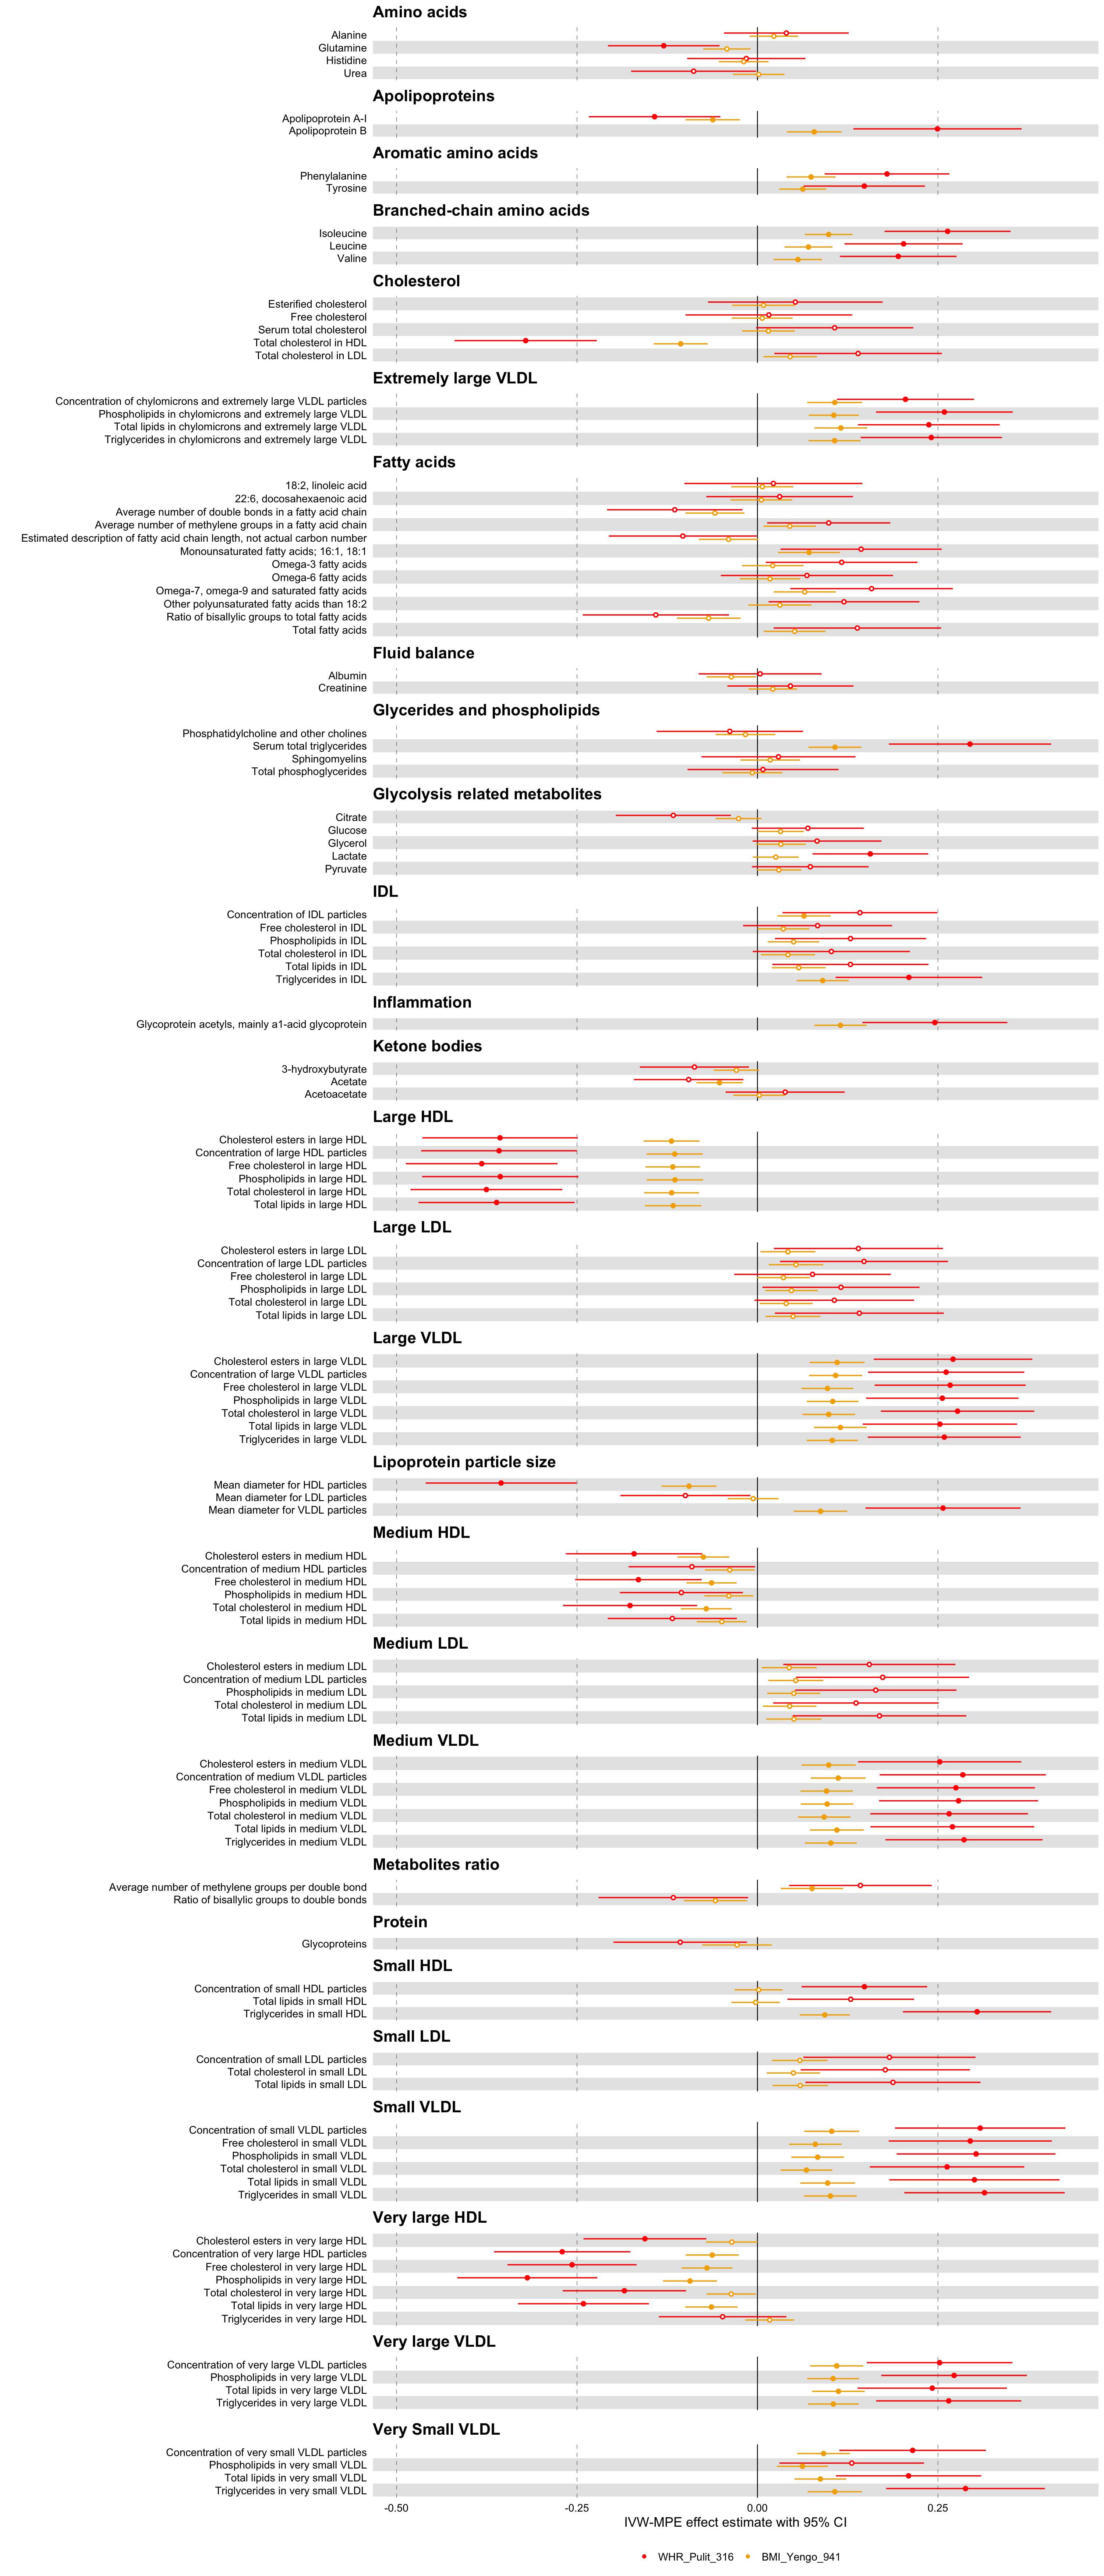 Amino acids
Alanine
Glutamine
Histidine
Urea
Apolipoproteins
Apolipoprotein A-I
Apolipoprotein B
Aromatic amino acids
Phenylalanine
Tyrosine
Branched-chain amino acids
Isoleucine
Leucine
Valine
Cholesterol
Esterified cholesterol
Free cholesterol
Serum total cholesterol
Total cholesterol in HDL
Total cholesterol in LDL
Extremely large VLDL
Concentration of chylomicrons and extremely large VLDL particles
Phospholipids in chylomicrons and extremely large VLDL
Total lipids in chylomicrons and extremely large VLDL
Triglycerides in chylomicrons and extremely large VLDL
Fatty acids
18:2, linoleic acid
22:6, docosahexaenoic acid
Average number of double bonds in a fatty acid chain
Average number of methylene groups in a fatty acid chain
Estimated description of fatty acid chain length, not actual carbon number
Monounsaturated fatty acids; 16:1, 18:1
Omega-3 fatty acids
Omega-6 fatty acids
Omega-7, omega-9 and saturated fatty acids
Other polyunsaturated fatty acids than 18:2
Ratio of bisallylic groups to total fatty acids
Total fatty acids
Fluid balance
Albumin
Creatinine
Glycerides and phospholipids
Phosphatidylcholine and other cholines
Serum total triglycerides
Sphingomyelins
Total phosphoglycerides
Glycolysis related metabolites
Citrate
Glucose
Glycerol
Lactate
Pyruvate
IDL
Concentration of IDL particles
Free cholesterol in IDL
Phospholipids in IDL
Total cholesterol in IDL
Total lipids in IDL
Triglycerides in IDL
Inflammation
Glycoprotein acetyls, mainly a1-acid glycoprotein
Ketone bodies
3-hydroxybutyrate
Acetate
Acetoacetate
Large HDL
Cholesterol esters in large HDL
Concentration of large HDL particles
Free cholesterol in large HDL
Phospholipids in large HDL
Total cholesterol in large HDL
Total lipids in large HDL
Large LDL
Cholesterol esters in large LDL
Concentration of large LDL particles
Free cholesterol in large LDL
Phospholipids in large LDL
Total cholesterol in large LDL
Total lipids in large LDL
Large VLDL
Cholesterol esters in large VLDL
Concentration of large VLDL particles
Free cholesterol in large VLDL
Phospholipids in large VLDL
Total cholesterol in large VLDL
Total lipids in large VLDL
Triglycerides in large VLDL
Lipoprotein particle size
Mean diameter for HDL particles
Mean diameter for LDL particles
Mean diameter for VLDL particles
Medium HDL
Cholesterol esters in medium HDL
Concentration of medium HDL particles
Free cholesterol in medium HDL
Phospholipids in medium HDL
Total cholesterol in medium HDL
Total lipids in medium HDL
Medium LDL
Cholesterol esters in medium LDL
Concentration of medium LDL particles
Phospholipids in medium LDL
Total cholesterol in medium LDL
Total lipids in medium LDL
Medium VLDL
Cholesterol esters in medium VLDL
Concentration of medium VLDL particles
Free cholesterol in medium VLDL
Phospholipids in medium VLDL
Total cholesterol in medium VLDL
Total lipids in medium VLDL
Triglycerides in medium VLDL
Metabolites ratio
Average number of methylene groups per double bond
Ratio of bisallylic groups to double bonds
Protein
Glycoproteins
Small HDL
Concentration of small HDL particles
Total lipids in small HDL
Triglycerides in small HDL
Small LDL
Concentration of small LDL particles
Total cholesterol in small LDL
Total lipids in small LDL
Small VLDL
Concentration of small VLDL particles
Free cholesterol in small VLDL
Phospholipids in small VLDL
Total cholesterol in small VLDL
Total lipids in small VLDL
Triglycerides in small VLDL
Very large HDL
Cholesterol esters in very large HDL
Concentration of very large HDL particles
Free cholesterol in very large HDL
Phospholipids in very large HDL
Total cholesterol in very large HDL
Total lipids in very large HDL
Triglycerides in very large HDL
Very large VLDL
Concentration of very large VLDL particles
Phospholipids in very large VLDL
Total lipids in very large VLDL
Triglycerides in very large VLDL
Very Small VLDL
Concentration of very small VLDL particles
Phospholipids in very small VLDL
Total lipids in very small VLDL
Triglycerides in very small VLDL
-0.50 -0.25 0.00 0.25
IVW-MPE effect estimate with 95% CI
WHR_Pulit_316 BMI_Yengo_941